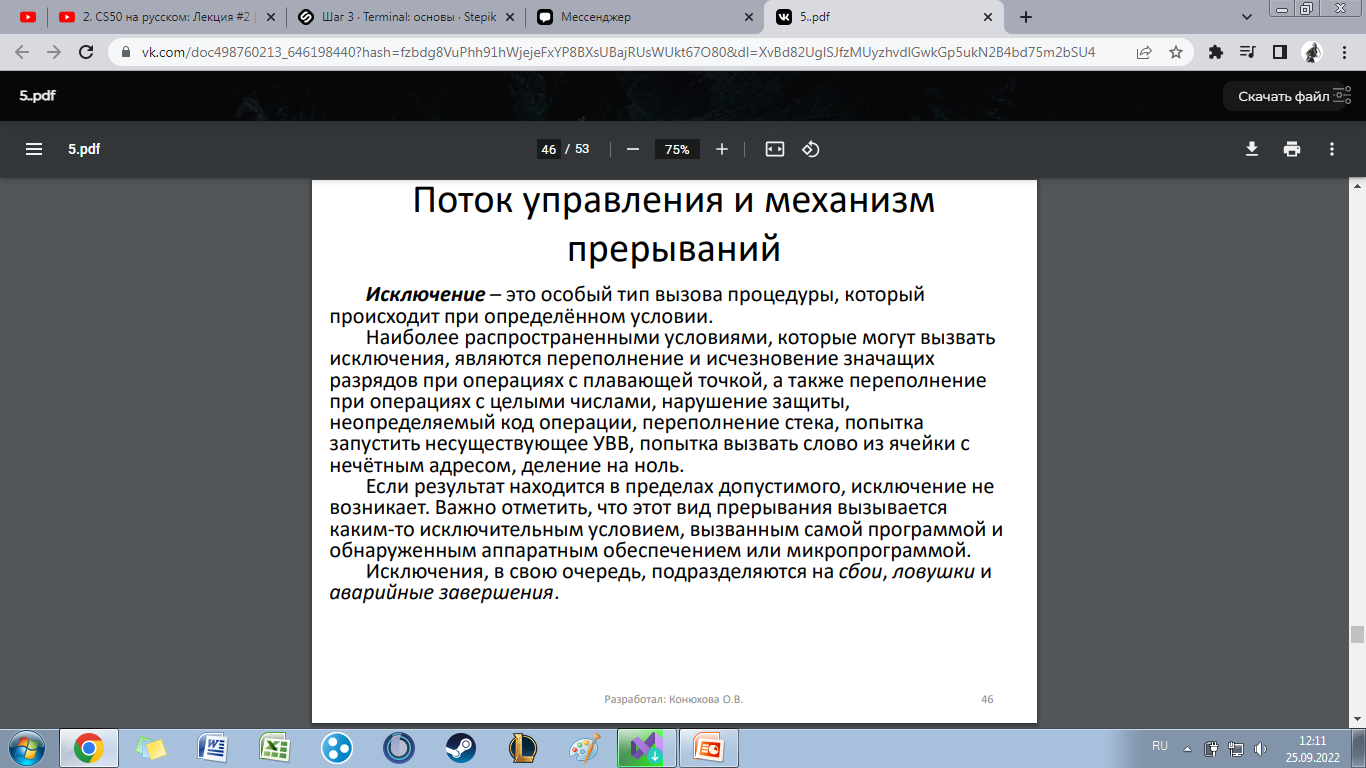 2. CS50 на русском: Лекция #2
Шаг 3 · Terminal: основы · Stepik
Мессенджер
5..pdf
vk.com/doc498760213_646198440?hash=fzbdg8VuPhh91hWjejeFxYP8BXsUBajRUsWUkt67O80&dl=XvBd82UglSJfzMUyzhvdlGwkGp5ukN2B4bd75m2bSU4
5..pdf
Скачать файл
5.pdf
46 / 53
75%
Поток управления и механизм
прерываний
Исключение – это особый тип вызова процедуры, который
происходит при определённом условии.
Наиболее распространенными условиями, которые могут вызвать
исключения, являются переполнение и исчезновение значащих
разрядов при операциях с плавающей точкой, а также переполнение
при операциях с целыми числами, нарушение защиты,
неопределяемый код операции, переполнение стека, попытка
запустить несуществующее УВВ, попытка вызвать слово из ячейки с
нечётным адресом, деление на ноль.
Если результат находится в пределах допустимого, исключение не
возникает. Важно отметить, что этот вид прерывания вызывается
каким-то исключительным условием, вызванным самой программой и
обнаруженным аппаратным обеспечением или микропрограммой.
Исключения, в свою очередь, подразделяются на сбои, ловушки и
аварийные завершения.
Разработал: Конюхова О.В.
46
RU
12:11
25.09.2022